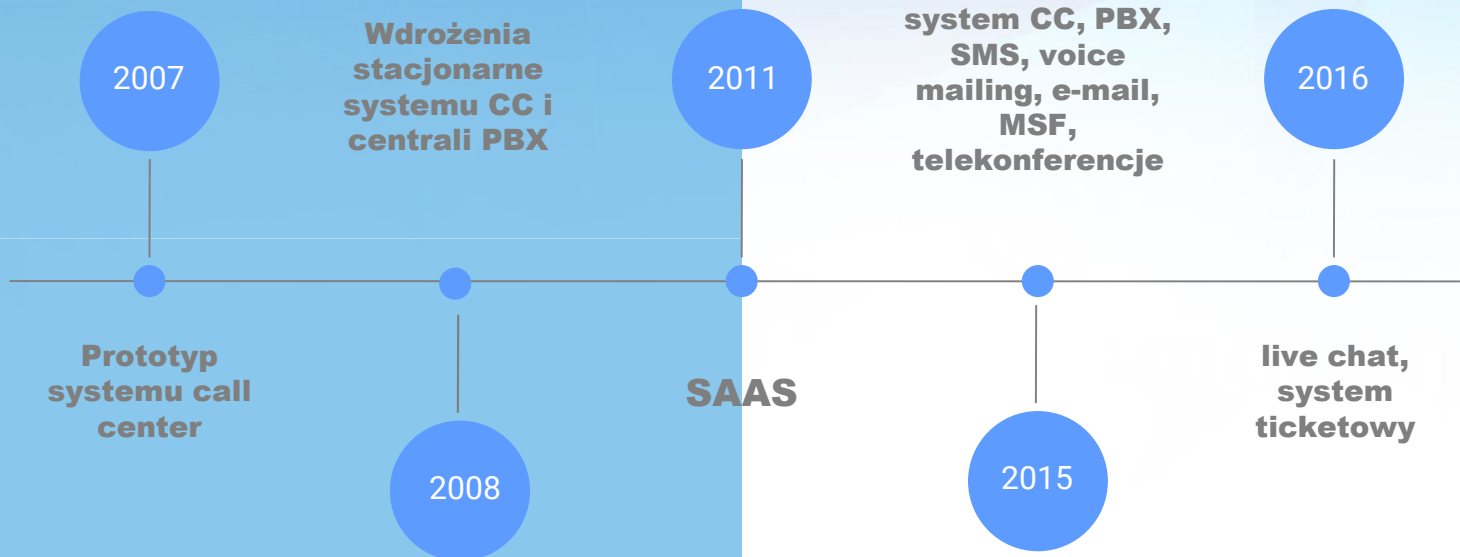 2007
Prototyp
systemu call
center
Wdrożenia
stacjonarne
systemu CC i
centrali PBX
2008
2011
SAAS
system CC, PBX,
SMS, voice
mailing, e-mail,
MSF,
telekonferencje
2015
2016
live chat,
system
ticketowy